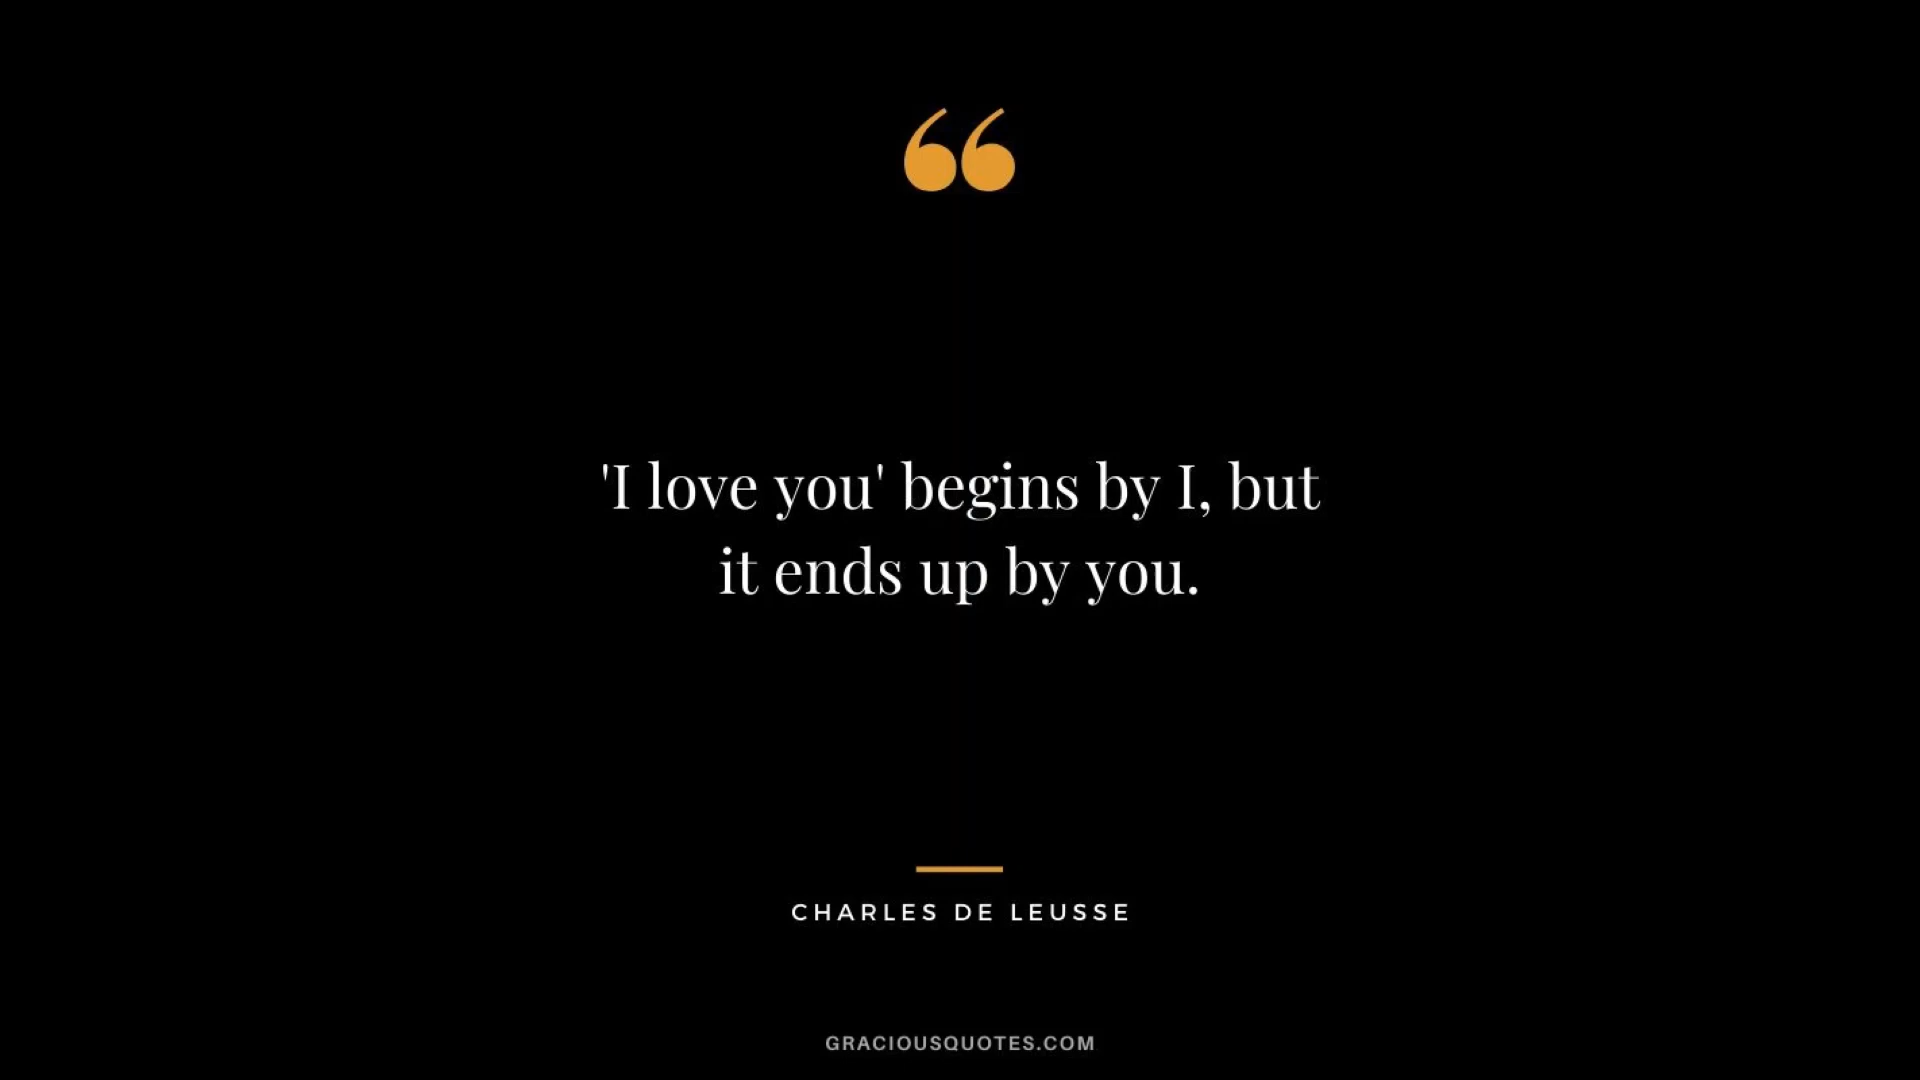 “
'I love you' begins by I, but
it ends up by you.
CHARLES DE LEUSSE
GRACIOUSQUOTES.COM